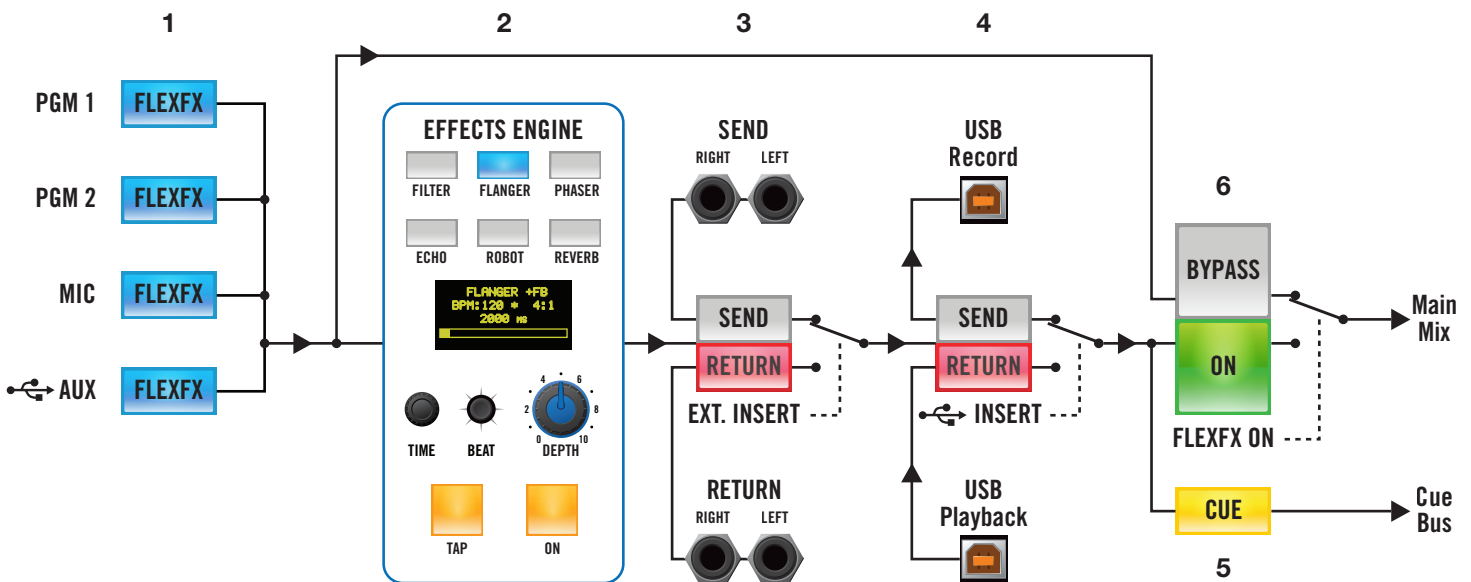 1
2
3
4
PGM 1
FLEXFX
PGM 2
FLEXFX
MIC
FLEXFX
AUX
FLEXFX
EFFECTS ENGINE
FILTER
FLANGER
PHASER
ECHO
ROBOT
REVERB
FLANGER +FB
BPM:120 * 4:1
2000 MS
TIME
BEAT
0 2 4 6 8 10
DEPTH
TAP
ON
SEND
RIGHT LEFT
SEND
RETURN
EXT. INSERT
RETURN
RIGHT LEFT
USB
Record
SEND
RETURN
INSERT
USB
Playback
6
BYPASS
ON
FLEXFX ON
Main
Mix
CUE
Cue
Bus
5